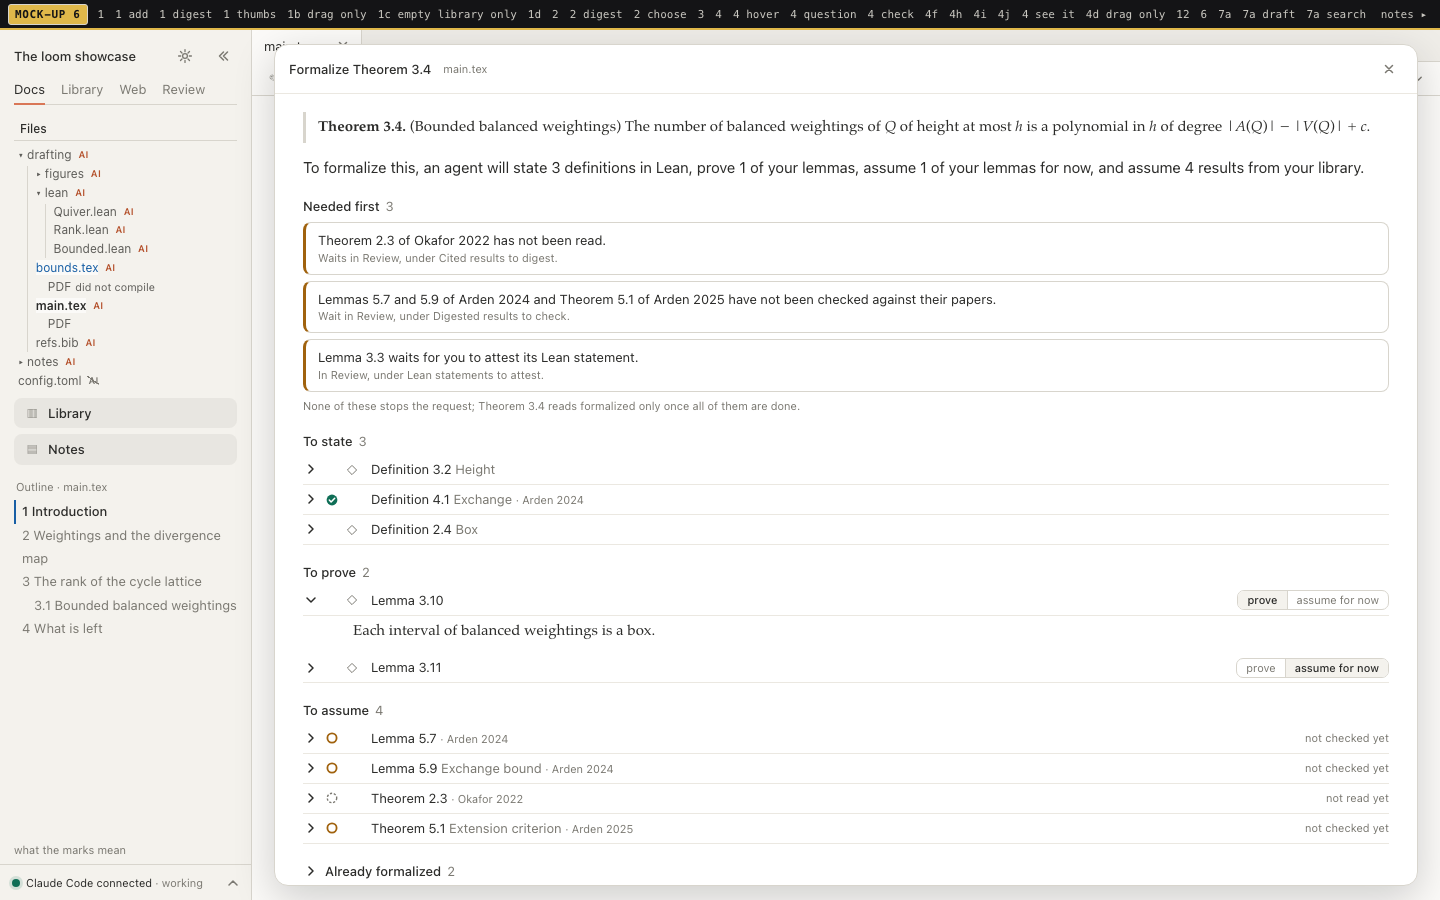 MOCK-UP 6 1 1 add 1 digest 1 thumbs 1b drag only 1c empty library only 1d 2 2 digest 2 choose 3 4 4 hover 4 question 4 check 4f 4h 4i 4j 4 see it 4d drag only 12 6 7a 7a draft 7a search notes ▸
The loom showcase
Docs Library Web Review
Files
drafting AI
figures AI
lean AI
Quiver.lean AI
Rank.lean AI
Bounded.lean AI
bounds.tex AI
PDF did not compile
main.tex AI
PDF
refs.bib AI
notes AI
config.toml AI
Library
Notes
Outline · main.tex
1 Introduction
2 Weightings and the divergence
map
3 The rank of the cycle lattice
3.1 Bounded balanced weightings
4 What is left
what the marks mean
Claude Code connected · working
Formalize Theorem 3.4 main.tex
Theorem 3.4. (Bounded balanced weightings) The number of balanced weightings of Q of height at most h is a polynomial in h of degree |A(Q)| − |V(Q)| + c.
To formalize this, an agent will state 3 definitions in Lean, prove 1 of your lemmas, assume 1 of your lemmas for now, and assume 4 results from your library.
Needed first 3
Theorem 2.3 of Okafor 2022 has not been read.
Waits in Review, under Cited results to digest.
Lemmas 5.7 and 5.9 of Arden 2024 and Theorem 5.1 of Arden 2025 have not been checked against their papers.
Wait in Review, under Digested results to check.
Lemma 3.3 waits for you to attest its Lean statement.
In Review, under Lean statements to attest.
None of these stops the request; Theorem 3.4 reads formalized only once all of them are done.
To state 3
Definition 3.2 Height
Definition 4.1 Exchange · Arden 2024
Definition 2.4 Box
To prove 2
Lemma 3.10 prove assume for now
Each interval of balanced weightings is a box.
Lemma 3.11 prove assume for now
To assume 4
Lemma 5.7 · Arden 2024 not checked yet
Lemma 5.9 Exchange bound · Arden 2024 not checked yet
Theorem 2.3 · Okafor 2022 not read yet
Theorem 5.1 Extension criterion · Arden 2025 not checked yet
Already formalized 2